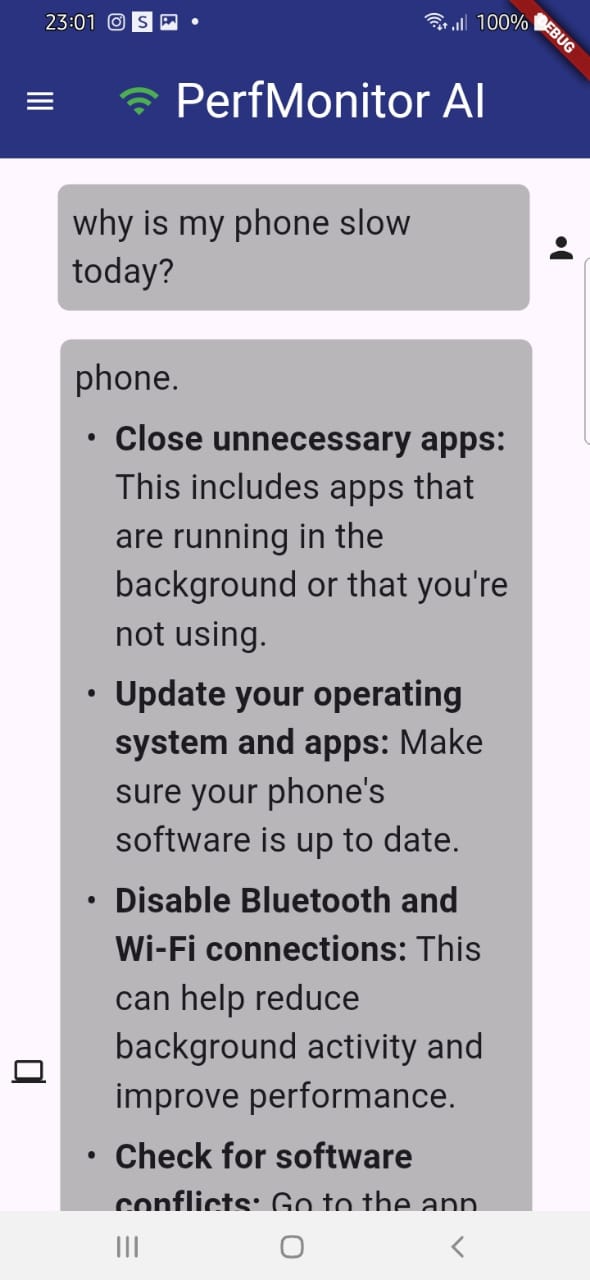 23:01 S 100%
DEBUG
PerfMonitor AI
why is my phone slow
today?
phone.
• Close unnecessary apps:
This includes apps that
are running in the
background or that you're
not using.
• Update your operating
system and apps: Make
sure your phone's
software is up to date.
• Disable Bluetooth and
Wi-Fi connections: This
can help reduce
background activity and
improve performance.
• Check for software
conflicts: Go to the app